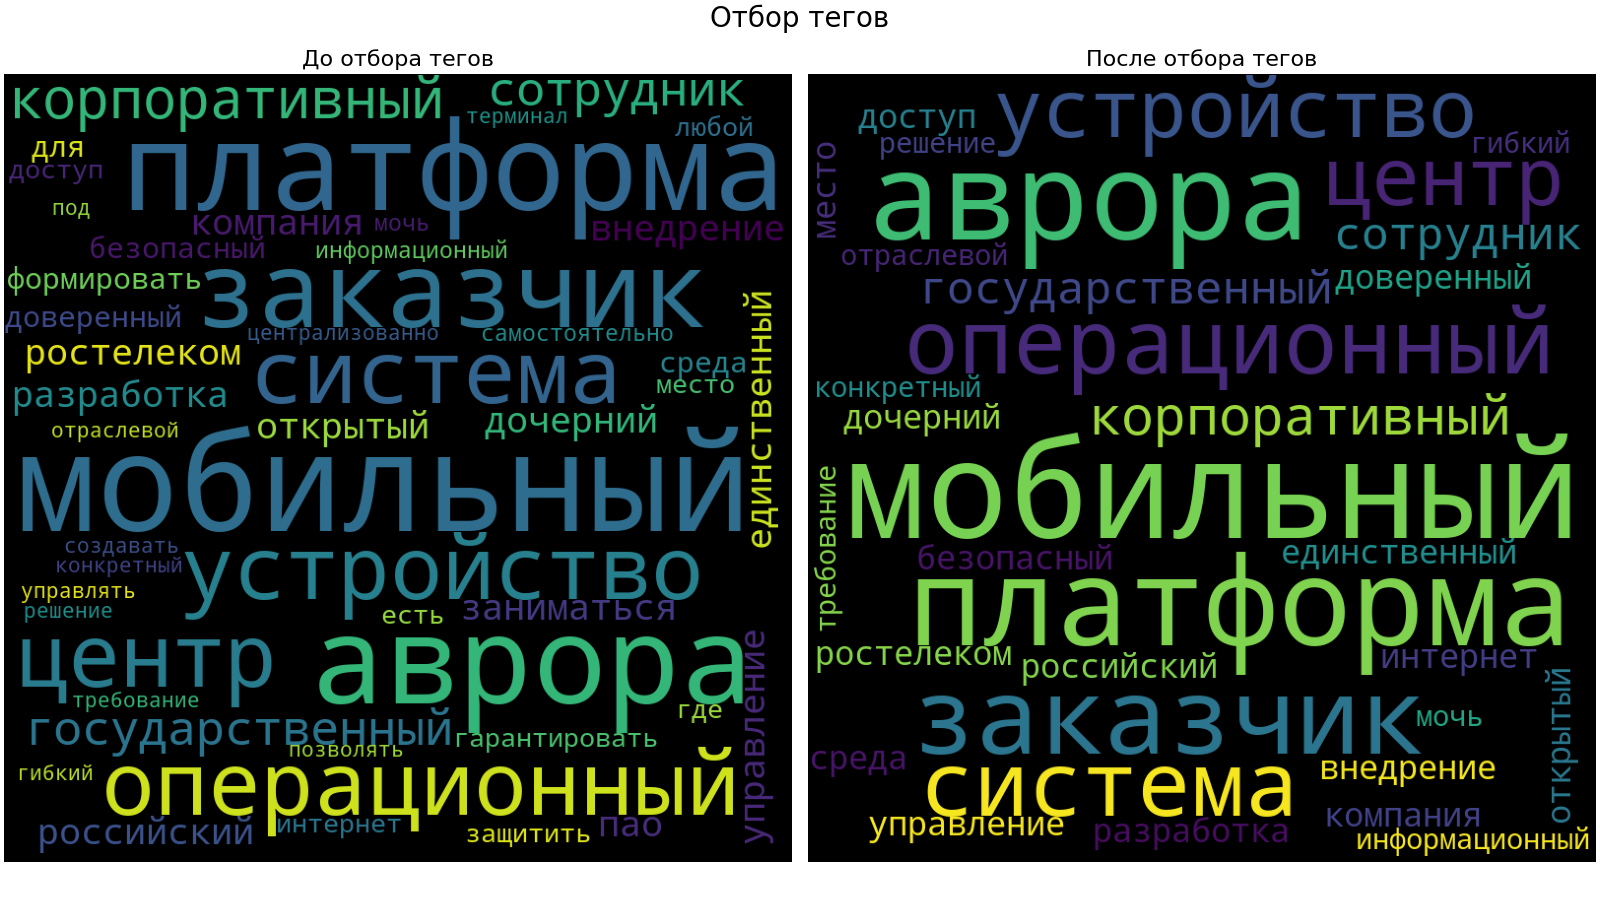 Отбор тегов
До отбора тегов
корпоративный
сотрудник
терминал
любой
для
платформа
доступ
под
компания
мочь
внедрение
безопасный
информационный
формировать
заказчик
доверенный
централизованно
самостоятельно
единственный
ростелеком
система
среда
место
разработка
отраслевой
открытый
дочерний
мобильный
создавать
конкретный
устройство
управлять
решение
есть
заниматься
центр
аврора
управление
требование
где
государственный
гарантировать
позволять
гибкий
операционный
российский
интернет
защитить
пао
После отбора тегов
доступ
устройство
решение
гибкий
место
аврора
центр
сотрудник
отраслевой
государственный
доверенный
операционный
конкретный
дочерний
корпоративный
мобильный
требование
безопасный
единственный
платформа
ростелеком
российский
интернет
открытый
заказчик
мочь
среда
система
внедрение
управление
разработка
компания
информационный